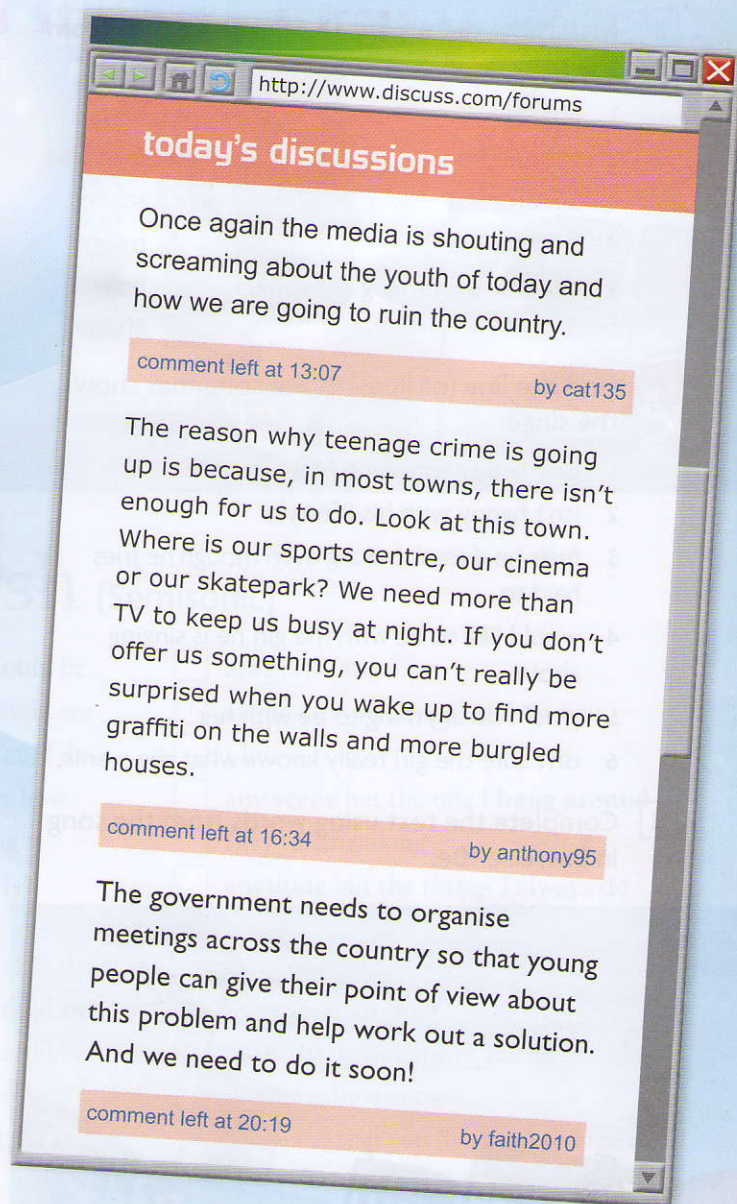 http://www.discuss.com/forums
today's discussions
Once again the media is shouting and
screaming about the youth of today and
how we are going to ruin the country.
comment left at 13:07 by cat135
The reason why teenage crime is going
up is because, in most towns, there isn't
enough for us to do. Look at this town.
Where is our sports centre, our cinema
or our skatepark? We need more than
TV to keep us busy at night. If you don't
offer us something, you can't really be
surprised when you wake up to find more
graffiti on the walls and more burgled
houses.
comment left at 16:34 by anthony95
The government needs to organise
meetings across the country so that young
people can give their point of view about
this problem and help work out a solution.
And we need to do it soon!
comment left at 20:19 by faith2010